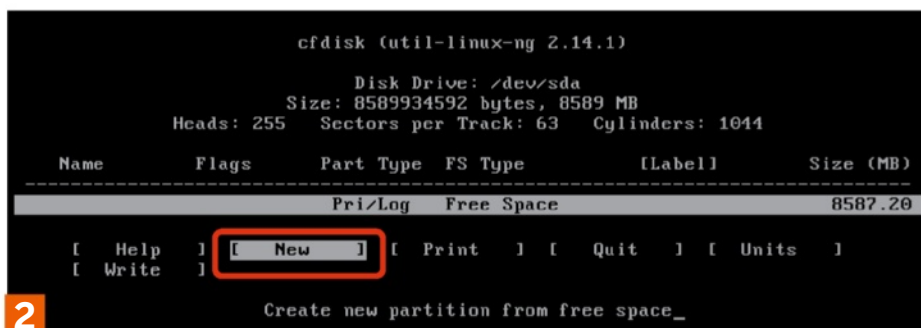 cfdisk (util-linux-ng 2.14.1)
Disk Drive: /dev/sda
Size: 8589934592 bytes, 8589 MB
Heads: 255 Sectors per Track: 63 Cylinders: 1044
Name Flags Part Type FS Type [Label] Size (MB)
Pri/Log Free Space 8587.20
[ Help ] [ New ] [ Print ] [ Quit ] [ Units ]
[ Write ]
Create new partition from free space_
2